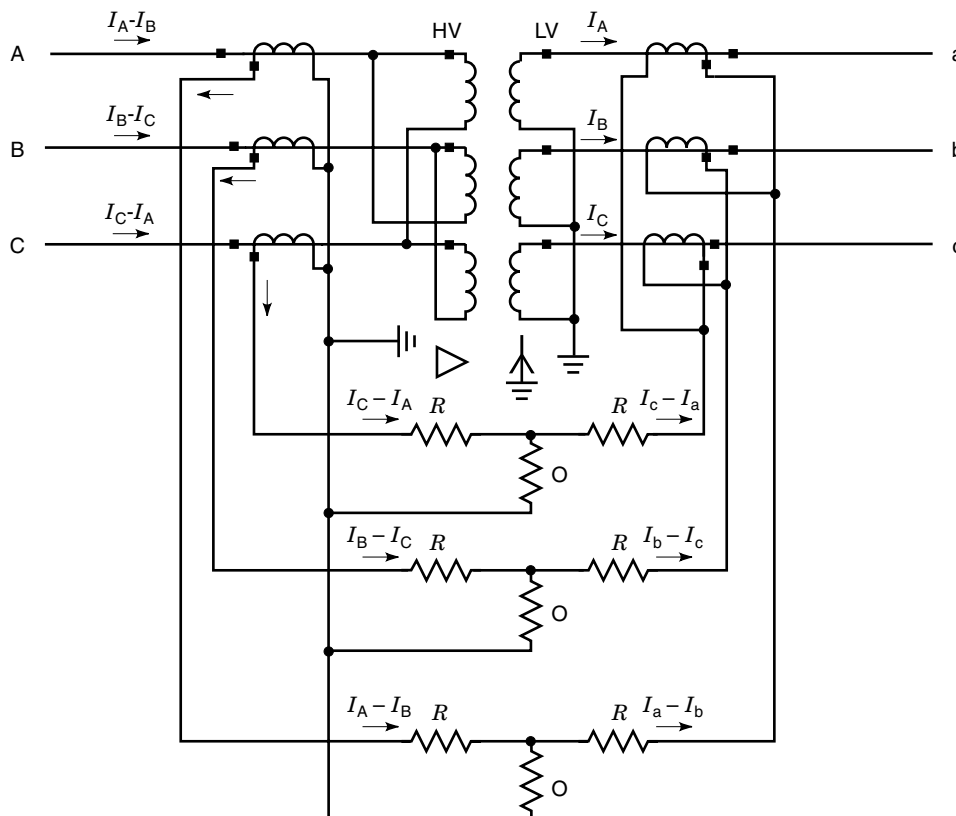 I_A-I_B HV LV I_A
A a
I_B-I_C I_B
B b
I_C-I_A I_C
C c
I_C – I_A R R I_c – I_a
O
I_B – I_C R R I_b – I_c
O
I_A – I_B R R I_a – I_b
O